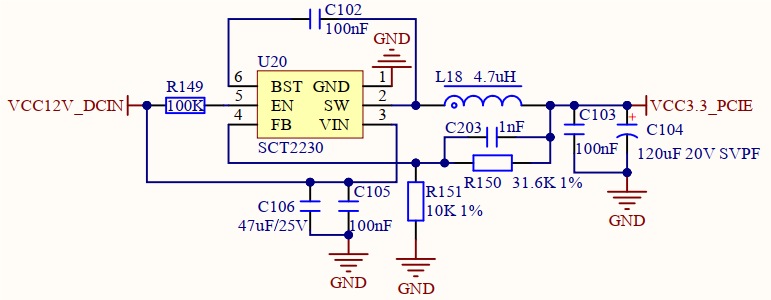 C102
100nF
GND
U20
R149
L18 4.7uH
6 BST GND 1
VCC12V_DCIN
100K
5 EN SW 2
VCC3.3_PCIE
4 FB VIN 3
C203 1nF
C103
+
C104
SCT2230
100nF
120uF 20V SVPF
R150 31.6K 1%
C105
R151
C106
10K 1%
47uF/25V
100nF
GND
GND
GND